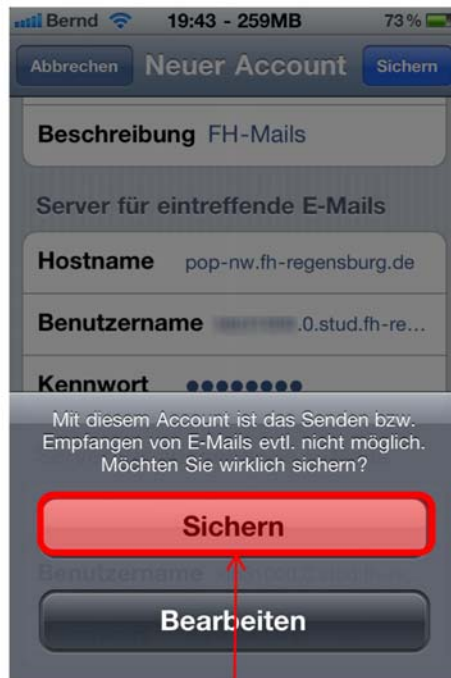 Bernd 19:43 - 259MB 73%
Abbrechen Neuer Account Sichern
Beschreibung FH-Mails
Server für eintreffende E-Mails
Hostname pop-nw.fh-regensburg.de
Benutzername .0.stud.fh-re...
Kennwort ●●●●●●●●
Mit diesem Account ist das Senden bzw.
Empfangen von E-Mails evtl. nicht möglich.
Möchten Sie wirklich sichern?
Sichern
Benutzername
Bearbeiten